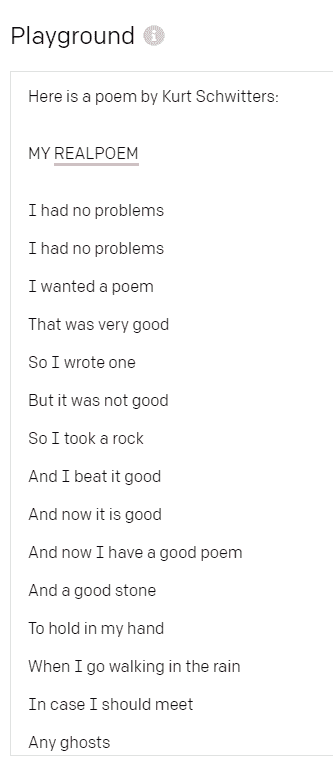 Playground
Here is a poem by Kurt Schwitters:
MY REALPOEM
I had no problems
I had no problems
I wanted a poem
That was very good
So I wrote one
But it was not good
So I took a rock
And I beat it good
And now it is good
And now I have a good poem
And a good stone
To hold in my hand
When I go walking in the rain
In case I should meet
Any ghosts